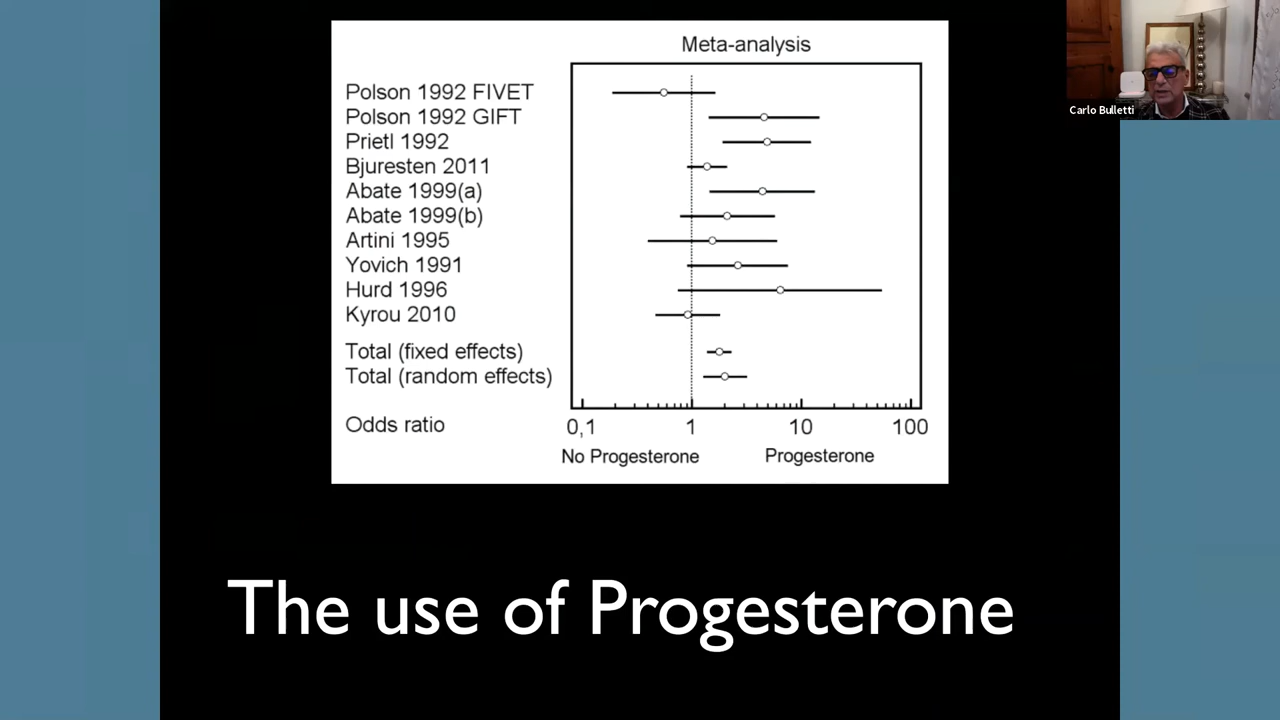 Meta-analysis
Polson 1992 FIVET
Polson 1992 GIFT
Prietl 1992
Bjuresten 2011
Abate 1999(a)
Abate 1999(b)
Artini 1995
Yovich 1991
Hurd 1996
Kyrou 2010
Total (fixed effects)
Total (random effects)
Odds ratio
0,1 1 10 100
No Progesterone Progesterone
Carlo Bulletti
The use of Progesterone